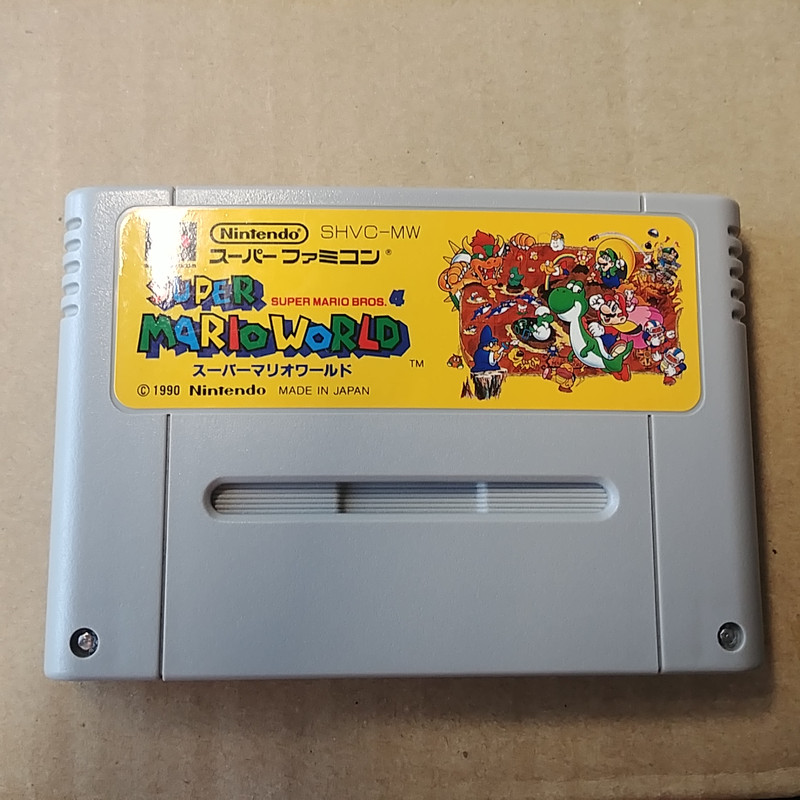 Nintendo® SHVC-MW
スーパーファミコン®
SUPER
SUPER MARIO BROS. 4
MARIO WORLD
スーパーマリオワールド ™
© 1990 Nintendo MADE IN JAPAN